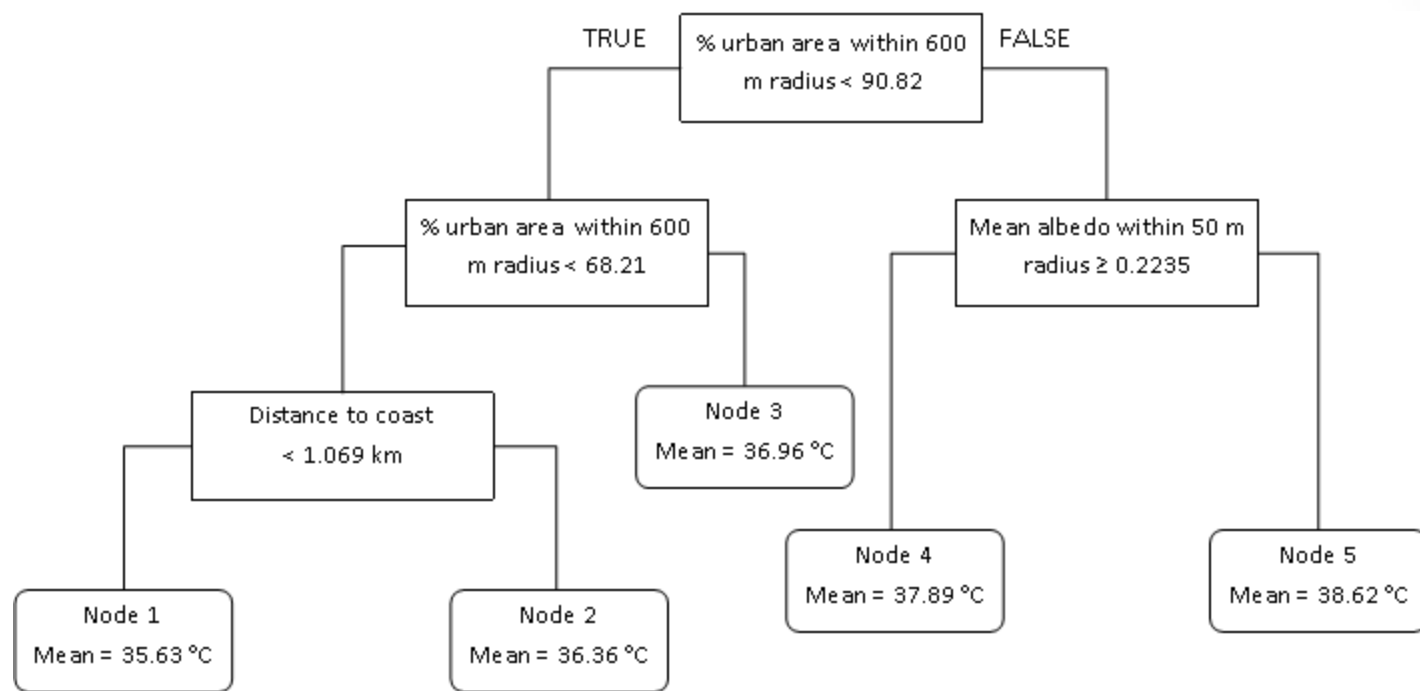 TRUE
% urban area within 600
m radius < 90.82
FALSE
% urban area within 600
m radius < 68.21
Mean albedo within 50 m
radius ≥ 0.2235
Distance to coast
< 1.069 km
Node 3
Mean = 36.96 °C
Node 4
Mean = 37.89 °C
Node 5
Mean = 38.62 °C
Node 1
Mean = 35.63 °C
Node 2
Mean = 36.36 °C